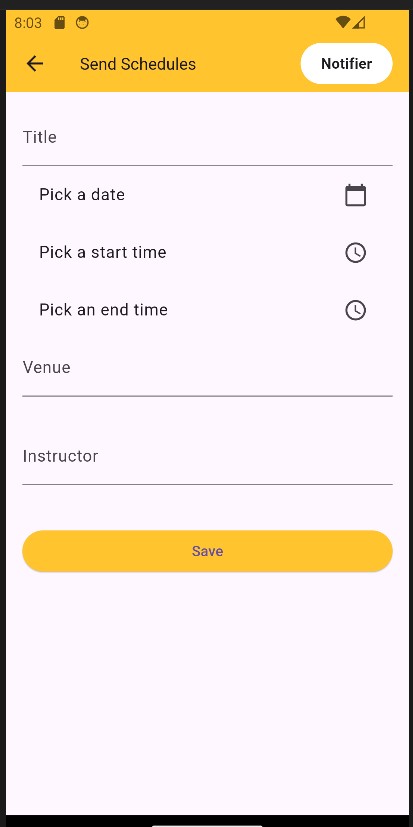 8:03
Send Schedules
Notifier
Title
Pick a date
Pick a start time
Pick an end time
Venue
Instructor
Save